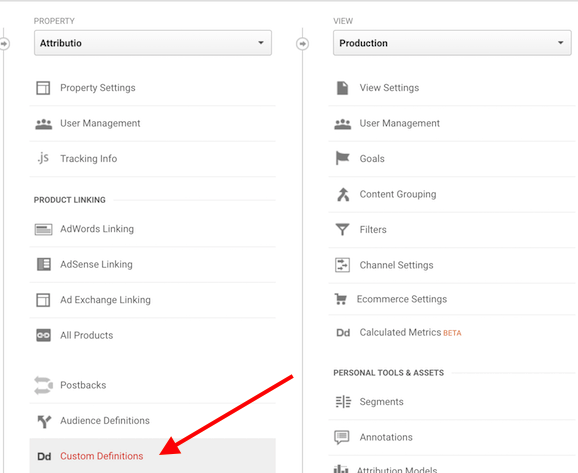 PROPERTY
Attributio
Property Settings
User Management
.js Tracking Info
PRODUCT LINKING
AdWords Linking
AdSense Linking
Ad Exchange Linking
All Products
Postbacks
Audience Definitions
Dd Custom Definitions
VIEW
Production
View Settings
User Management
Goals
Content Grouping
Filters
Channel Settings
Ecommerce Settings
Dd Calculated Metrics BETA
PERSONAL TOOLS & ASSETS
Segments
Annotations
Attribution Models